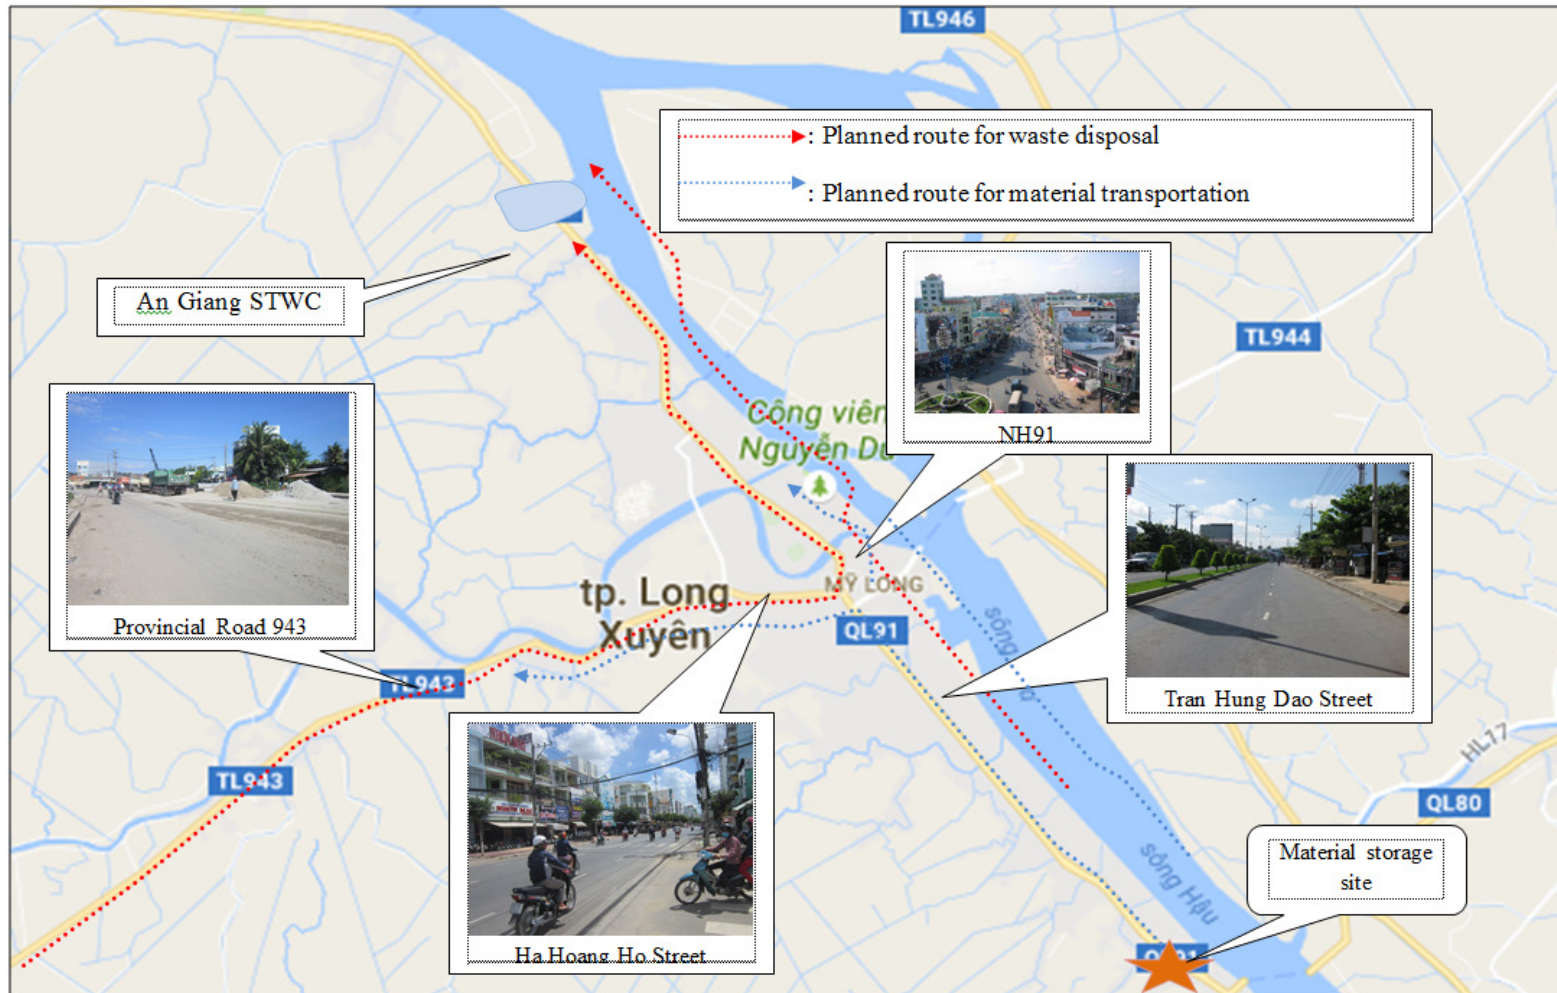 TL946
: Planned route for waste disposal
: Planned route for material transportation
An Giang STWC
TL944
NH91
Công viên
Nguyễn Du
Provincial Road 943
Tran Hung Dao Street
tp. Long
Xuyên
MỸ LONG
QL91
TL943
TL943
sông Hậu
HL77
QL80
Material storage
site
Ha Hoang Ho Street